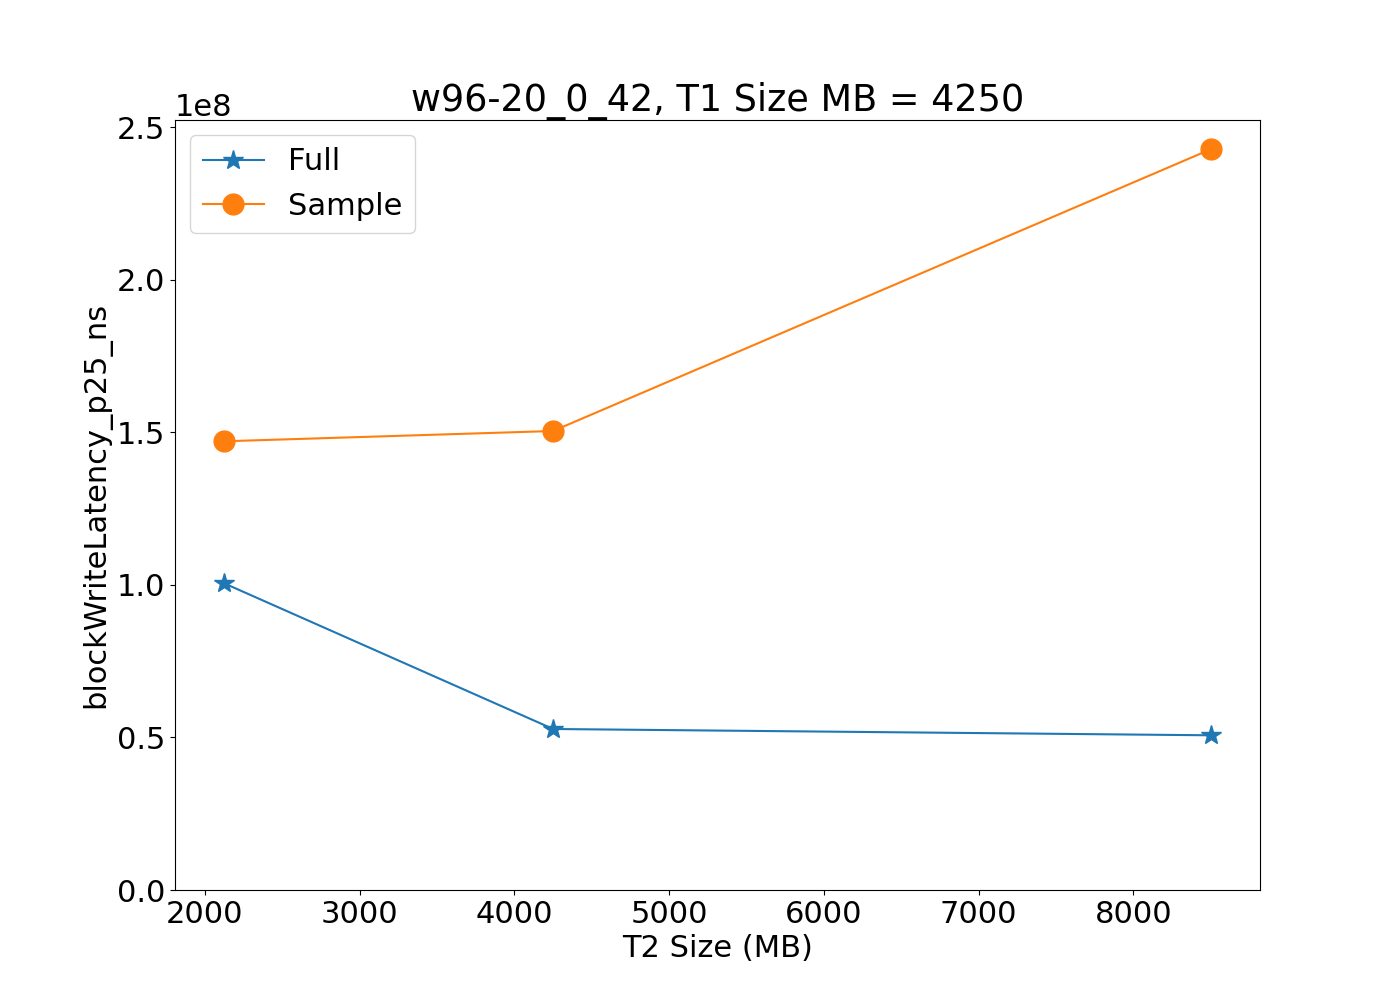 w96-20_0_42, T1 Size MB = 4250
1e8
2.5
2.0
1.5
1.0
0.5
0.0
blockWriteLatency_p25_ns
Full
Sample
2000 3000 4000 5000 6000 7000 8000
T2 Size (MB)